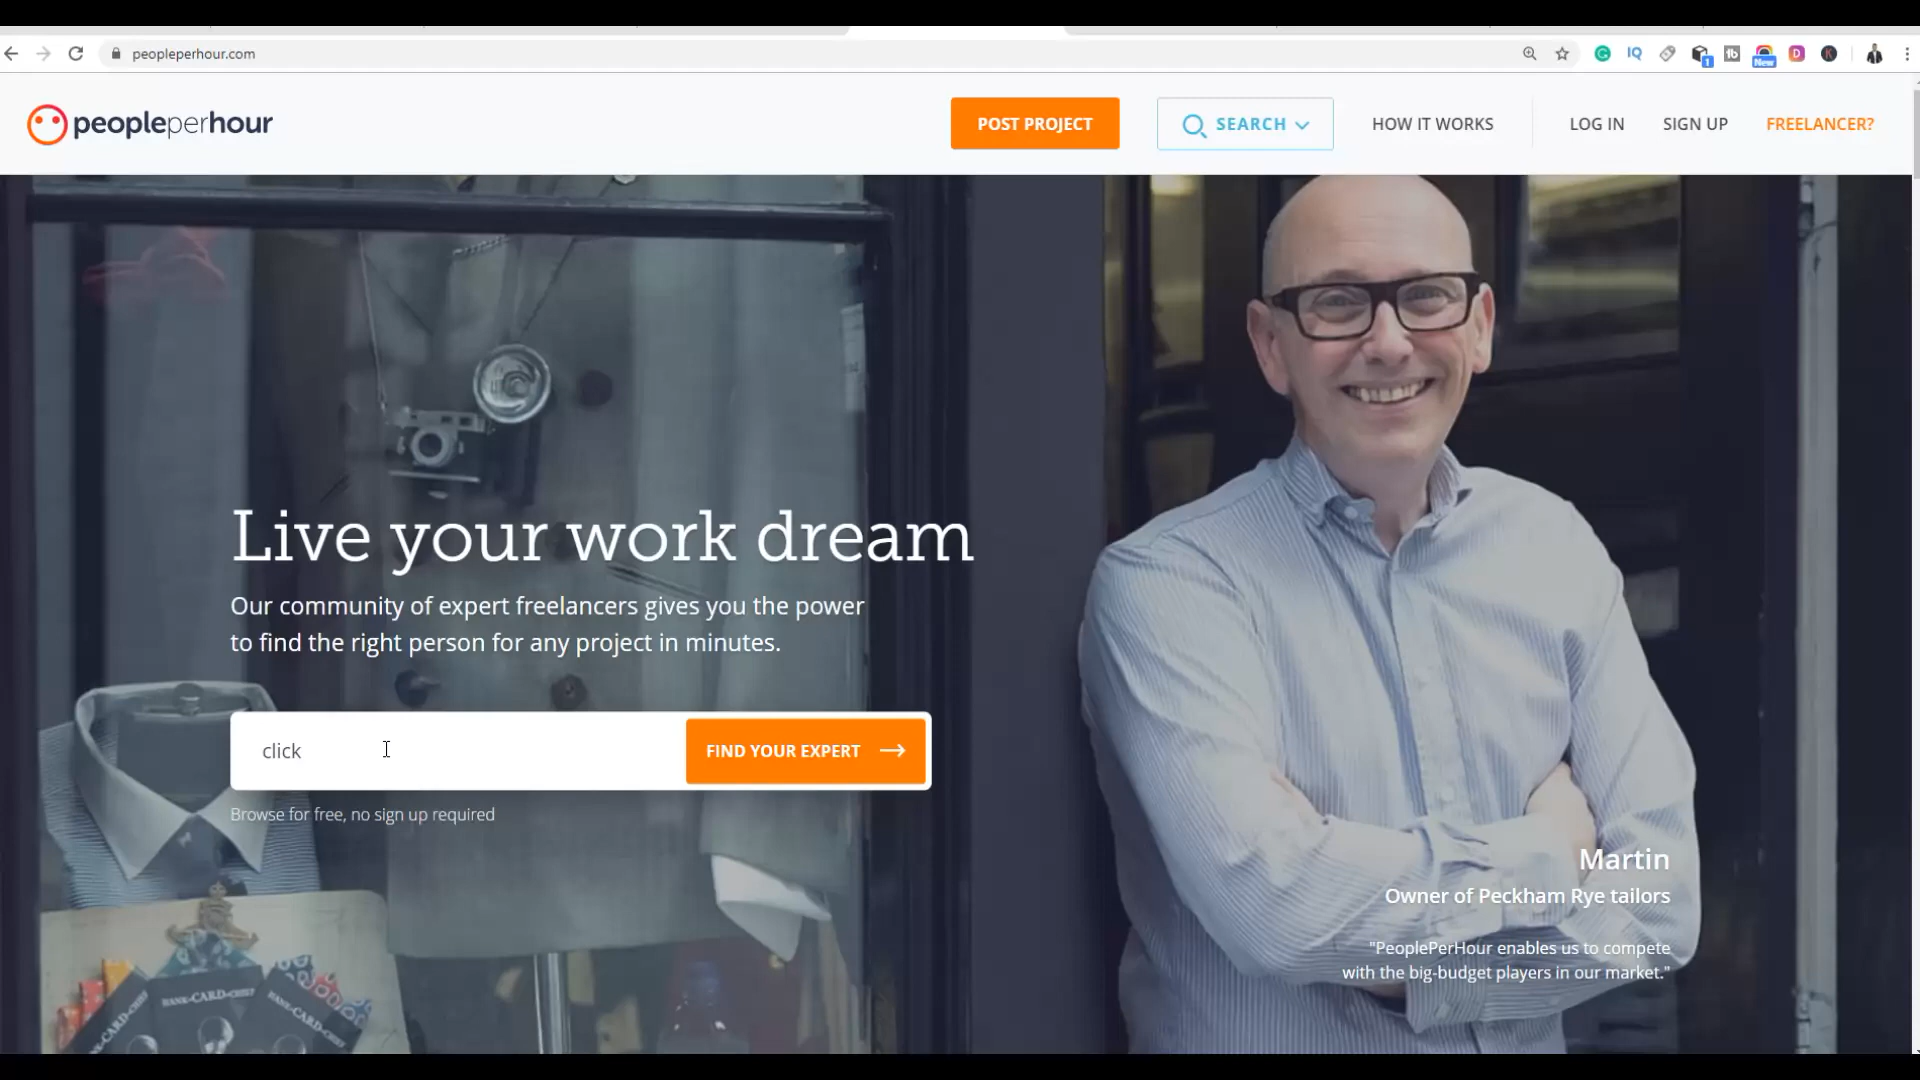 peopleperhour.com
New
1
peopleperhour
POST PROJECT
SEARCH
HOW IT WORKS
LOG IN
SIGN UP
FREELANCER?
Live your work dream
Our community of expert freelancers gives you the power
to find the right person for any project in minutes.
click
FIND YOUR EXPERT
Browse for free, no sign up required
Martin
Owner of Peckham Rye tailors
"PeoplePerHour enables us to compete
with the big-budget players in our market."